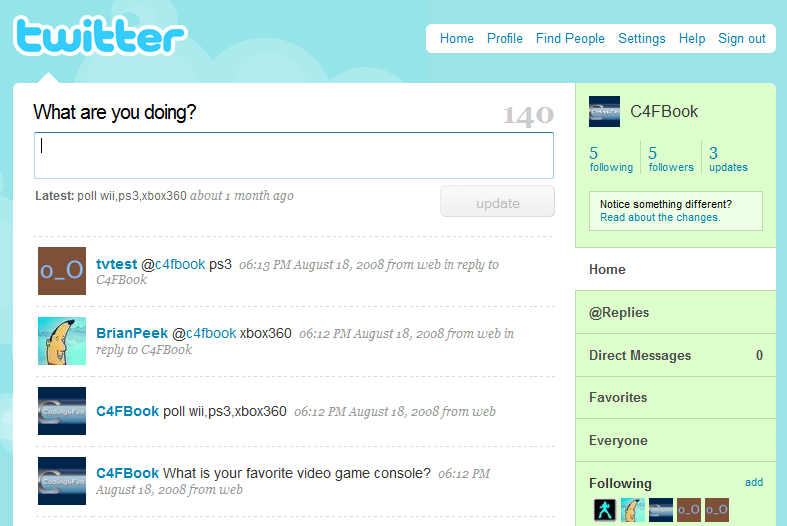 twitter
Home Profile Find People Settings Help Sign out
What are you doing? 140
Latest: poll wii,ps3,xbox360 about 1 month ago
update
o_O
tvtest @c4fbook ps3 06:13 PM August 18, 2008 from web in reply to
C4FBook
BrianPeek @c4fbook xbox360 06:12 PM August 18, 2008 from web in
reply to C4FBook
Coding4Fun
C4FBook poll wii,ps3,xbox360 06:12 PM August 18, 2008 from web
Coding4Fun
C4FBook What is your favorite video game console? 06:12 PM
August 18, 2008 from web
Coding4Fun
C4FBook
5 5 3
following followers updates
Notice something different?
Read about the changes.
Home
@Replies
Direct Messages 0
Favorites
Everyone
Following add
o_O o_O